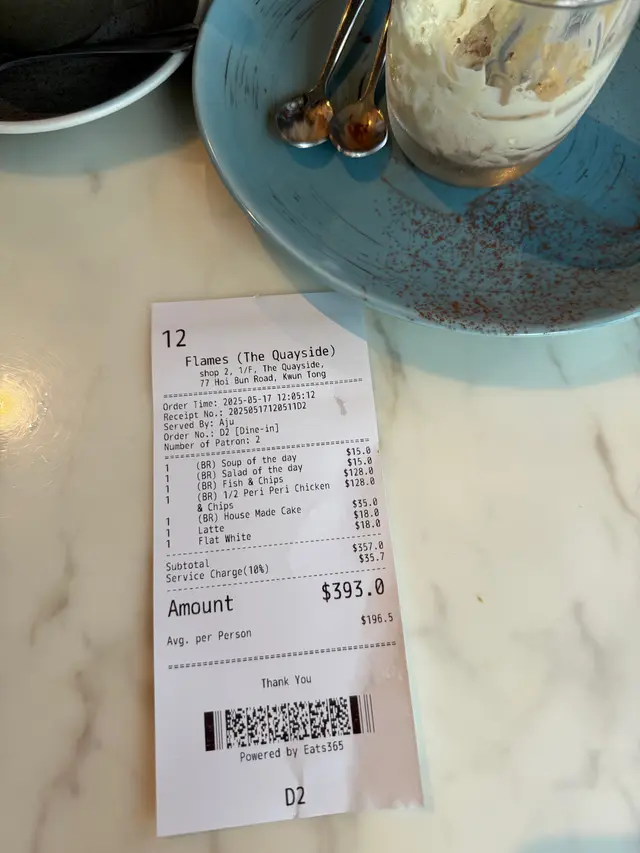 12
Flames (The Quayside)
shop 2, 1/F, The Quayside,
77 Hoi Bun Road, Kwun Tong
Order Time: 2025-05-17 12:05:12
Receipt No.: 20250517120511D2
Served By: Aju
Order No.: D2 [Dine-in]
Number of Patron: 2
1 (BR) Soup of the day $15.0
1 (BR) Salad of the day $15.0
1 (BR) Fish & Chips $128.0
1 (BR) 1/2 Peri Peri Chicken $128.0
& Chips
1 (BR) House Made Cake $35.0
1 Latte $18.0
1 Flat White $18.0
Subtotal $357.0
Service Charge(10%) $35.7
Amount $393.0
Avg. per Person $196.5
Thank You
Powered by Eats365
D2